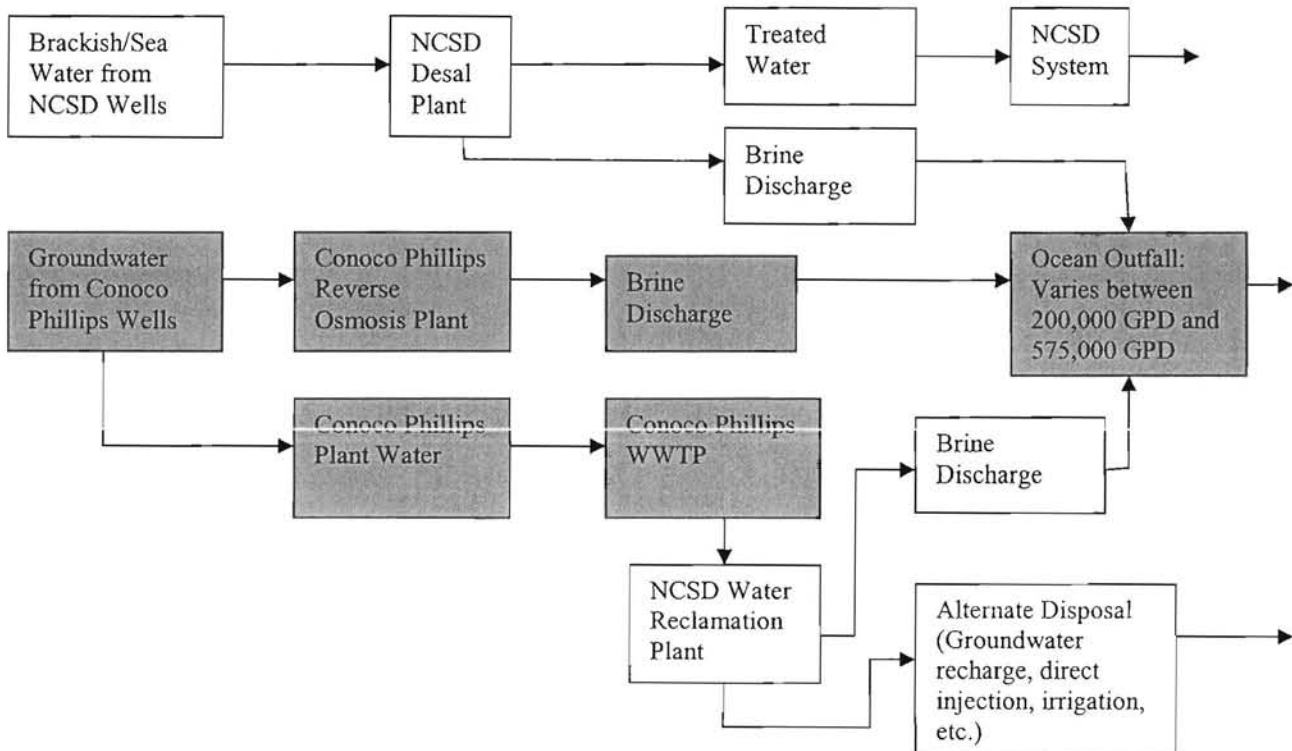 Brackish/Sea
Water from
NCSD Wells
NCSD
Desal
Plant
Treated
Water
NCSD
System
Brine
Discharge
Groundwater
from Conoco
Phillips Wells
Conoco Phillips
Reverse
Osmosis Plant
Brine
Discharge
Ocean Outfall:
Varies between
200,000 GPD and
575,000 GPD
Conoco Phillips
Plant Water
Conoco Phillips
WWTP
Brine
Discharge
NCSD Water
Reclamation
Plant
Alternate Disposal
(Groundwater
recharge, direct
injection, irrigation,
etc.)